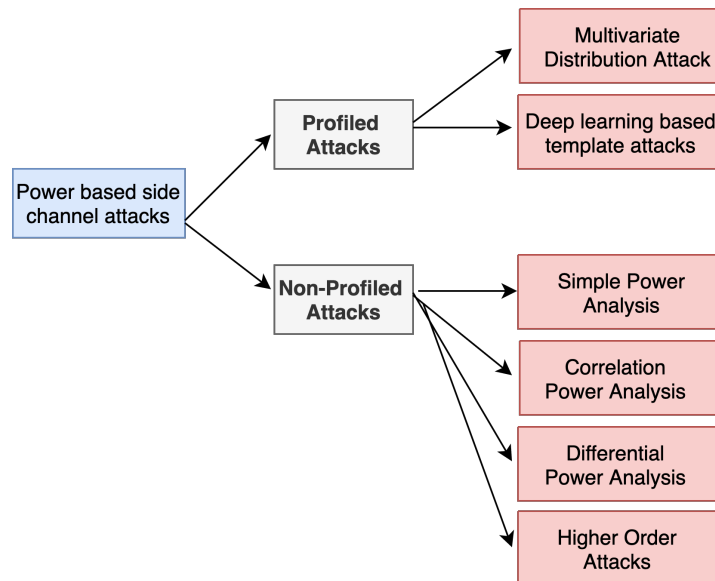 Power based side
channel attacks
Profiled
Attacks
Multivariate
Distribution Attack
Deep learning based
template attacks
Non-Profiled
Attacks
Simple Power
Analysis
Correlation
Power Analysis
Differential
Power Analysis
Higher Order
Attacks